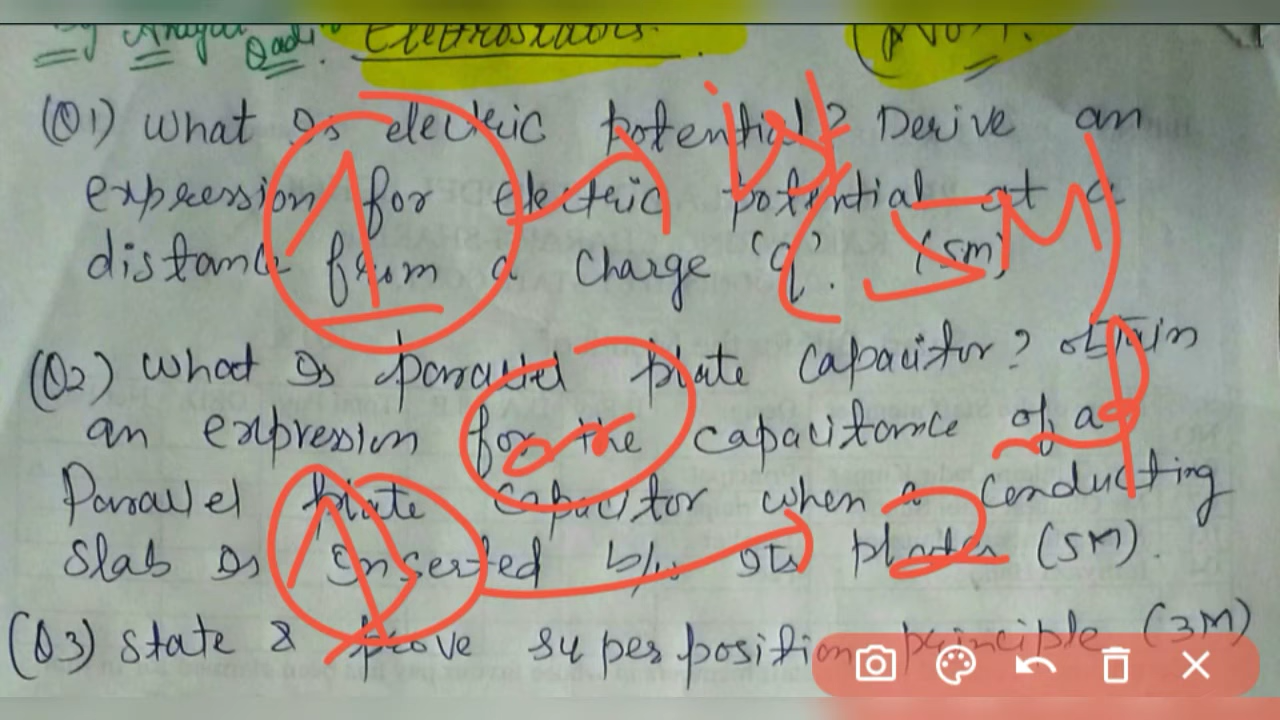 By
Electrostatics.
(Q1) What Is electric potential? Derive an
expression for electric potential at a
distance from a charge 'q'. (5m)
1 → 1st (5M)
(Q2) What Is parallel plate capacitor? obtain
an expression for the capacitance of a
Parallel plate capacitor when a conducting
Slab Is Inserted b/w its plates (5M).
(Q3) State & prove superposition principle (3M)